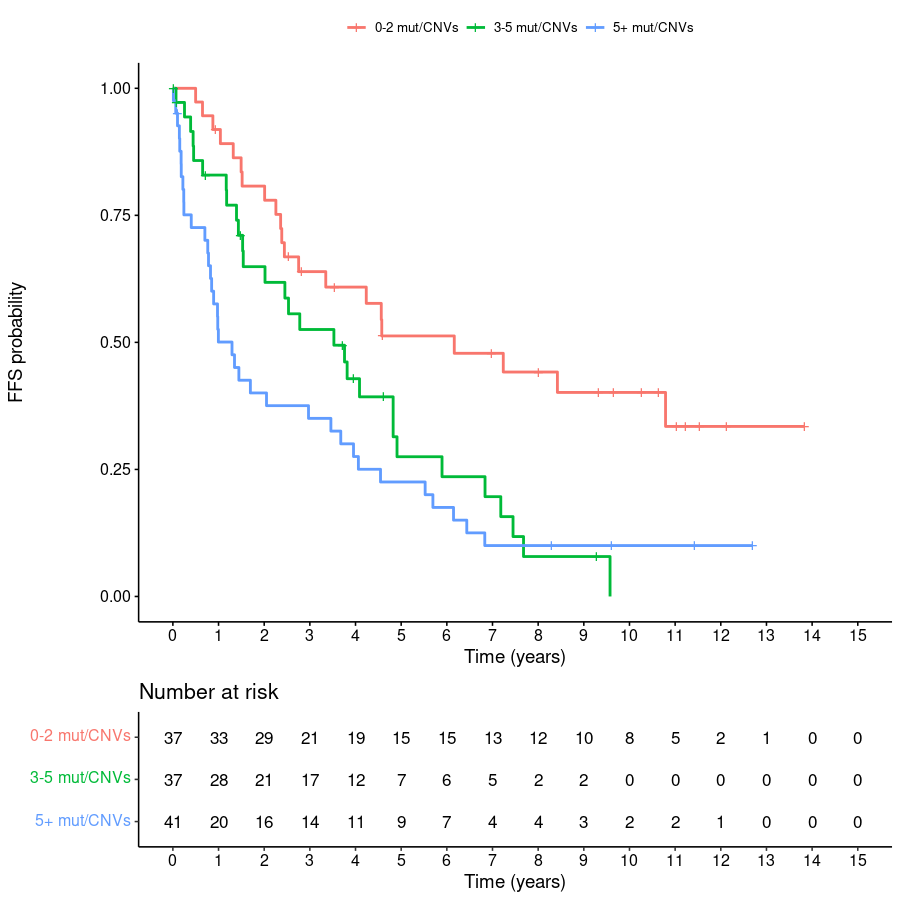 0-2 mut/CNVs 3-5 mut/CNVs 5+ mut/CNVs
1.00
0.75
0.50
0.25
0.00
FFS probability
0 1 2 3 4 5 6 7 8 9 10 11 12 13 14 15
Time (years)
Number at risk
0-2 mut/CNVs 37 33 29 21 19 15 15 13 12 10 8 5 2 1 0 0
3-5 mut/CNVs 37 28 21 17 12 7 6 5 2 2 0 0 0 0 0 0
5+ mut/CNVs 41 20 16 14 11 9 7 4 4 3 2 2 1 0 0 0
0 1 2 3 4 5 6 7 8 9 10 11 12 13 14 15
Time (years)